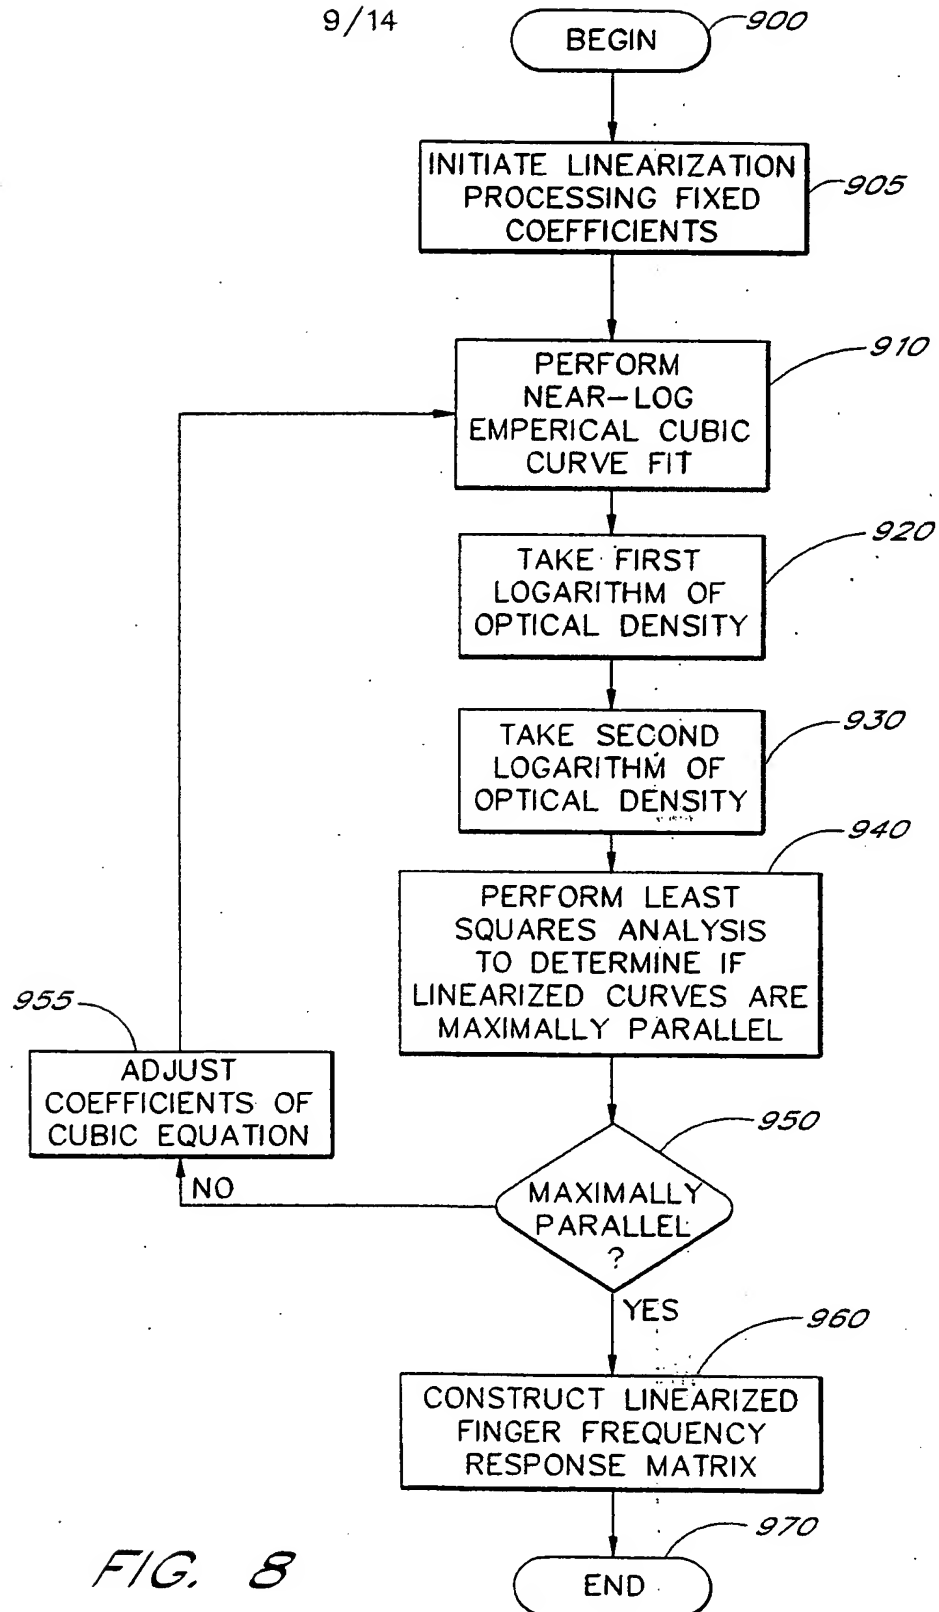 9/14
BEGIN
900
INITIATE LINEARIZATION
PROCESSING FIXED
COEFFICIENTS
905
PERFORM
NEAR-LOG
EMPERICAL CUBIC
CURVE FIT
910
TAKE FIRST
LOGARITHM OF
OPTICAL DENSITY
920
TAKE SECOND
LOGARITHM OF
OPTICAL DENSITY
930
PERFORM LEAST
SQUARES ANALYSIS
TO DETERMINE IF
LINEARIZED CURVES ARE
MAXIMALLY PARALLEL
940
955
ADJUST
COEFFICIENTS OF
CUBIC EQUATION
NO
MAXIMALLY
PARALLEL
?
950
YES
CONSTRUCT LINEARIZED
FINGER FREQUENCY
RESPONSE MATRIX
960
END
970
FIG. 8